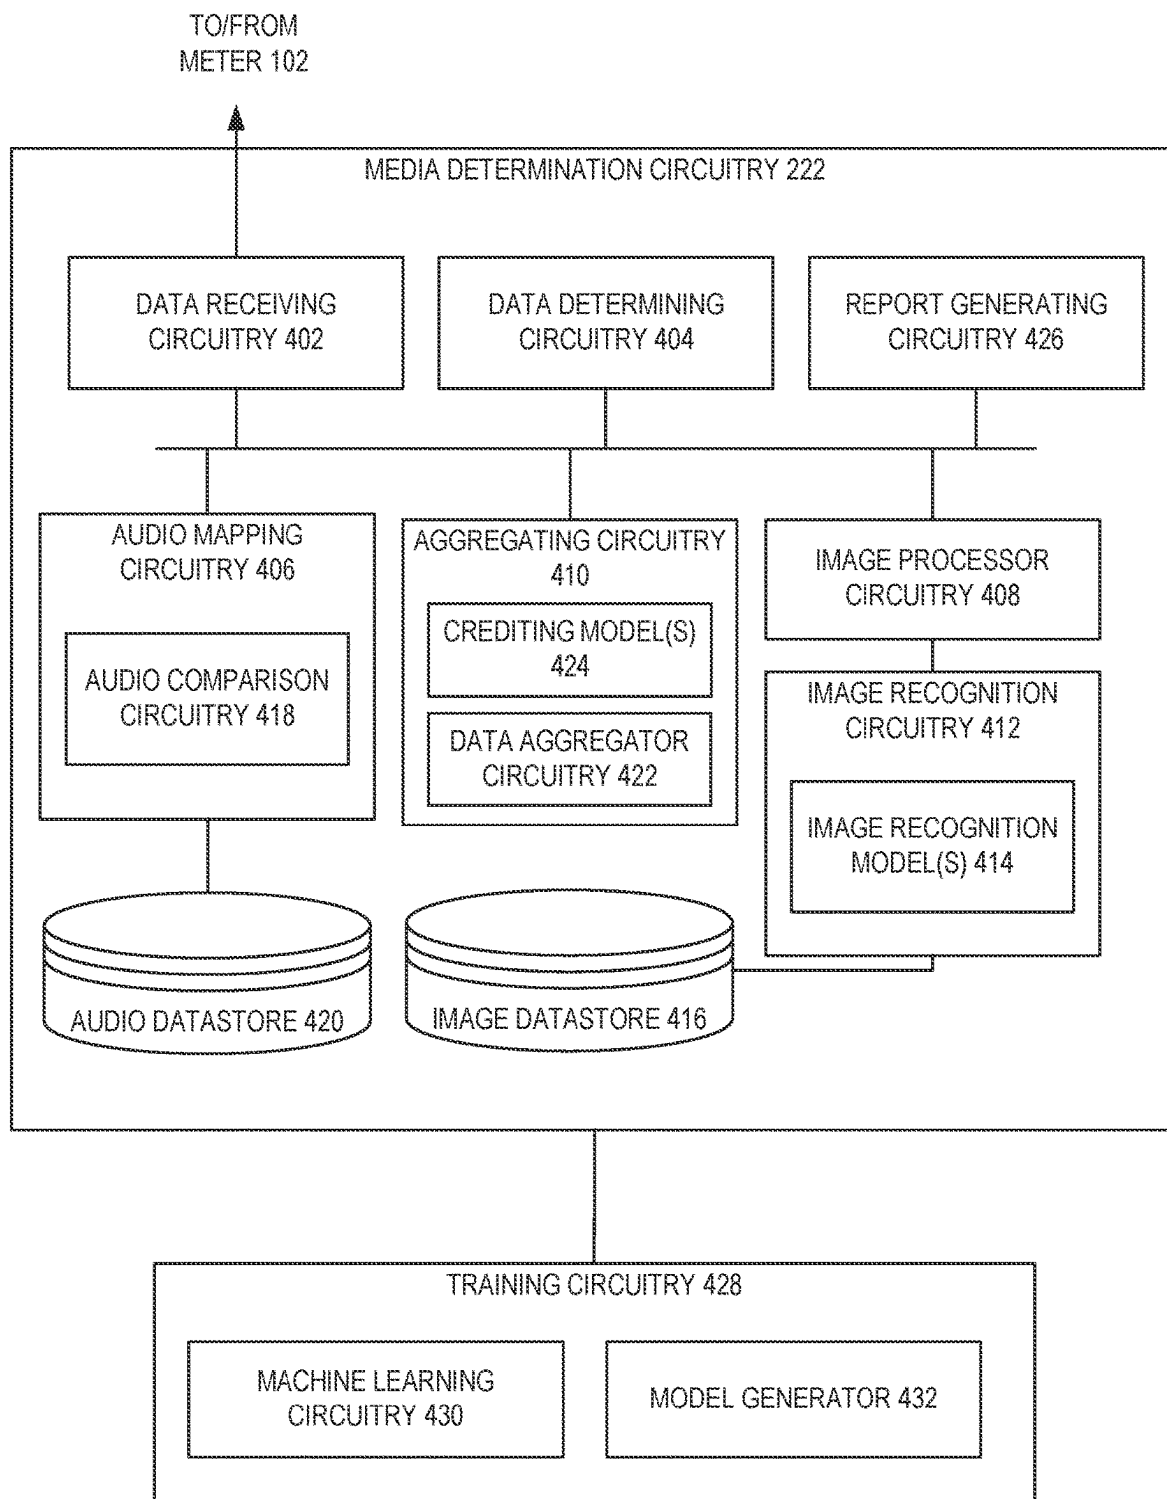 TO/FROM
METER 102
MEDIA DETERMINATION CIRCUITRY 222
DATA RECEIVING
CIRCUITRY 402
DATA DETERMINING
CIRCUITRY 404
REPORT GENERATING
CIRCUITRY 426
AUDIO MAPPING
CIRCUITRY 406
AUDIO COMPARISON
CIRCUITRY 418
AGGREGATING CIRCUITRY
410
CREDITING MODEL(S)
424
DATA AGGREGATOR
CIRCUITRY 422
IMAGE PROCESSOR
CIRCUITRY 408
IMAGE RECOGNITION
CIRCUITRY 412
IMAGE RECOGNITION
MODEL(S) 414
AUDIO DATASTORE 420
IMAGE DATASTORE 416
TRAINING CIRCUITRY 428
MACHINE LEARNING
CIRCUITRY 430
MODEL GENERATOR 432